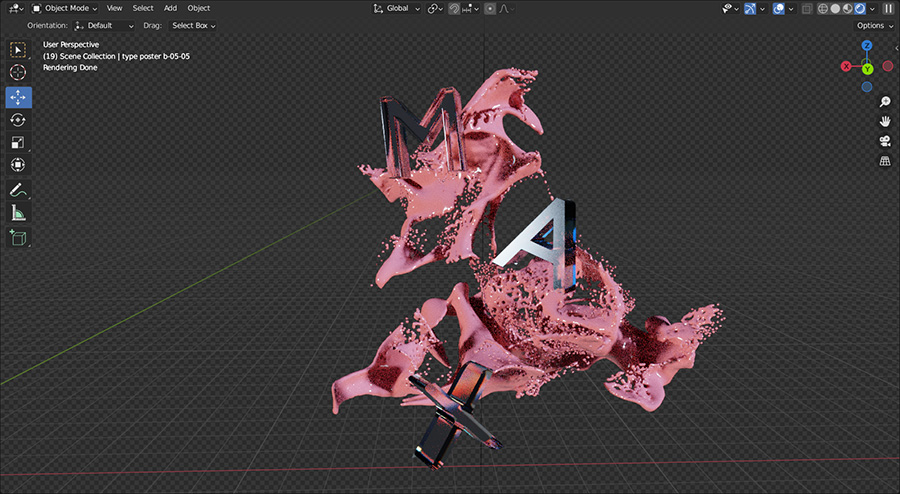 Object Mode View Select Add Object Global Options
Orientation: Default Drag: Select Box
User Perspective
(19) Scene Collection | type poster b-05-05
Rendering Done
Z
X
Y
M
A
X